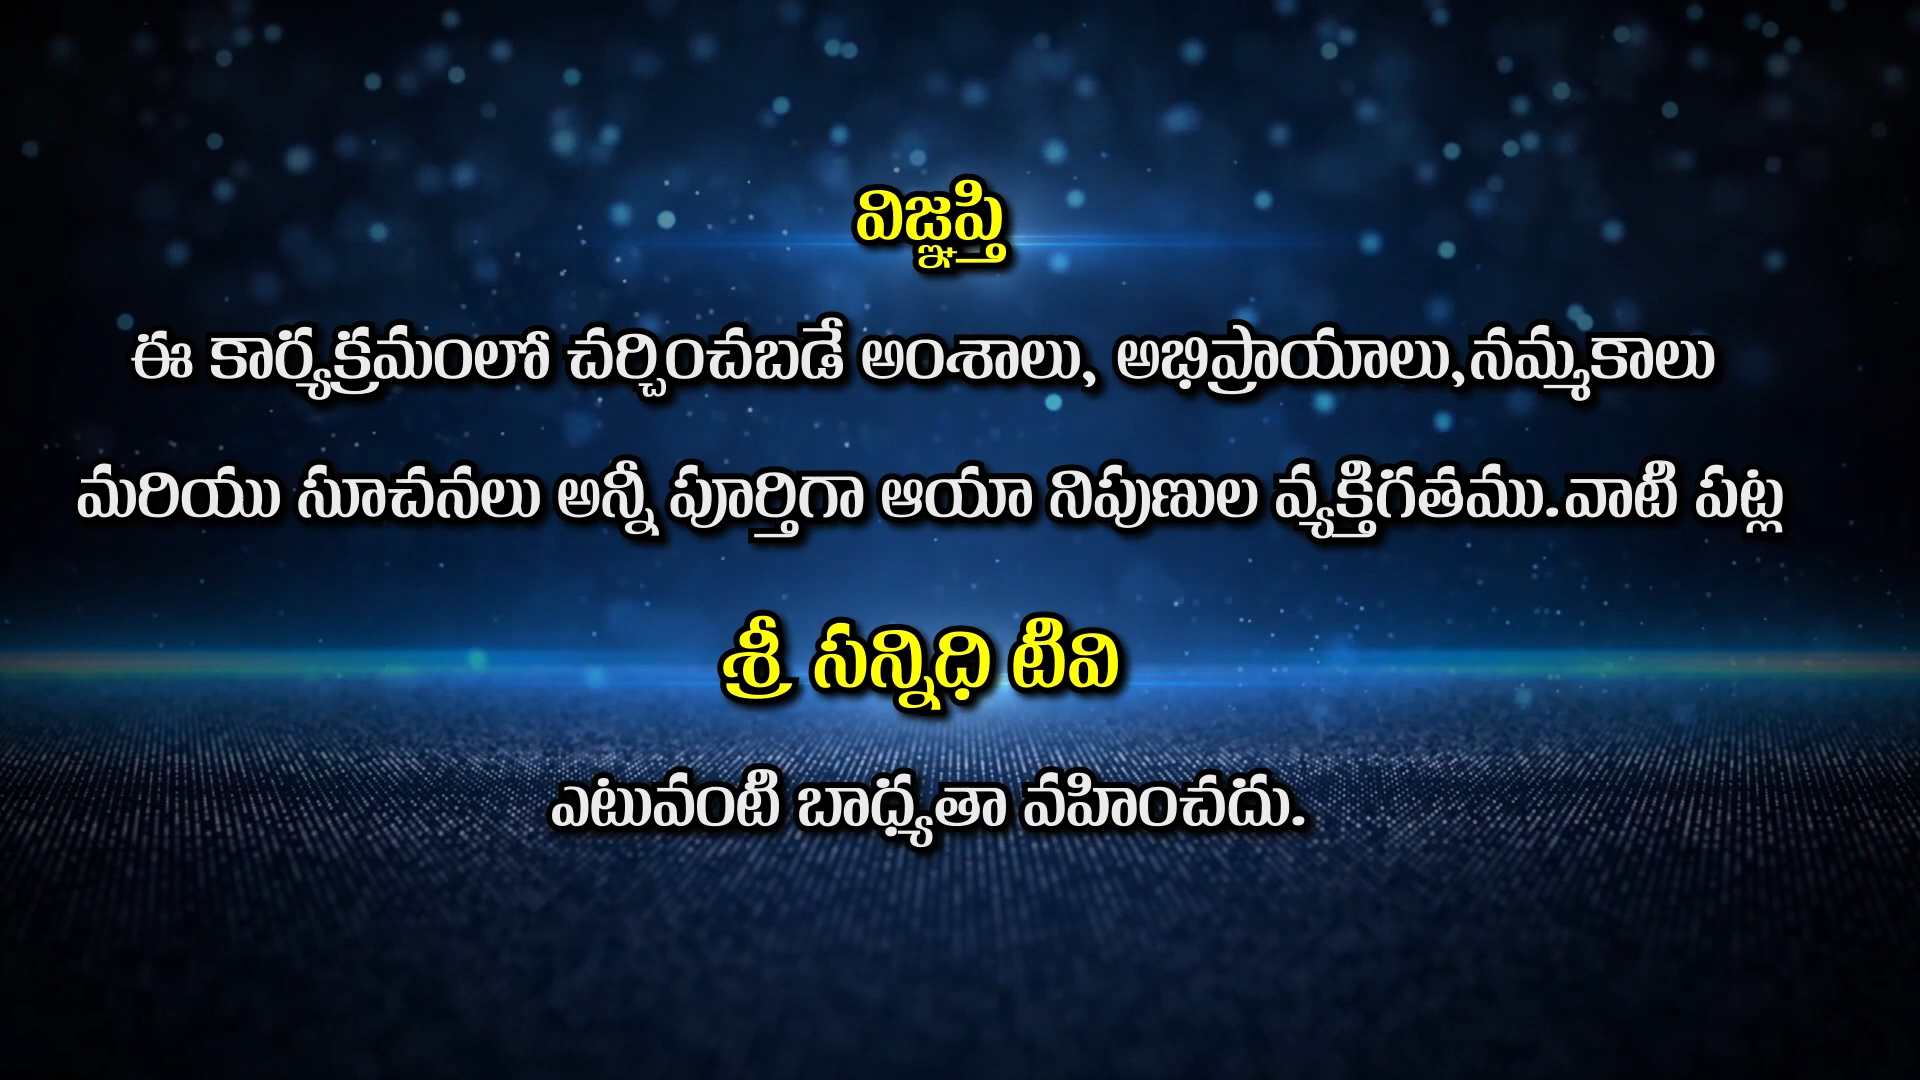 విజ్ఞప్తి
ఈ కార్యక్రమంలో చర్చించబడే అంశాలు, అభిప్రాయాలు,నమ్మకాలు
మరియు సూచనలు అన్నీ పూర్తిగా ఆయా నిపుణుల వ్యక్తిగతము.వాటి పట్ల
శ్రీ సన్నిధి టీవి
ఎటువంటి బాధ్యతా వహించదు.